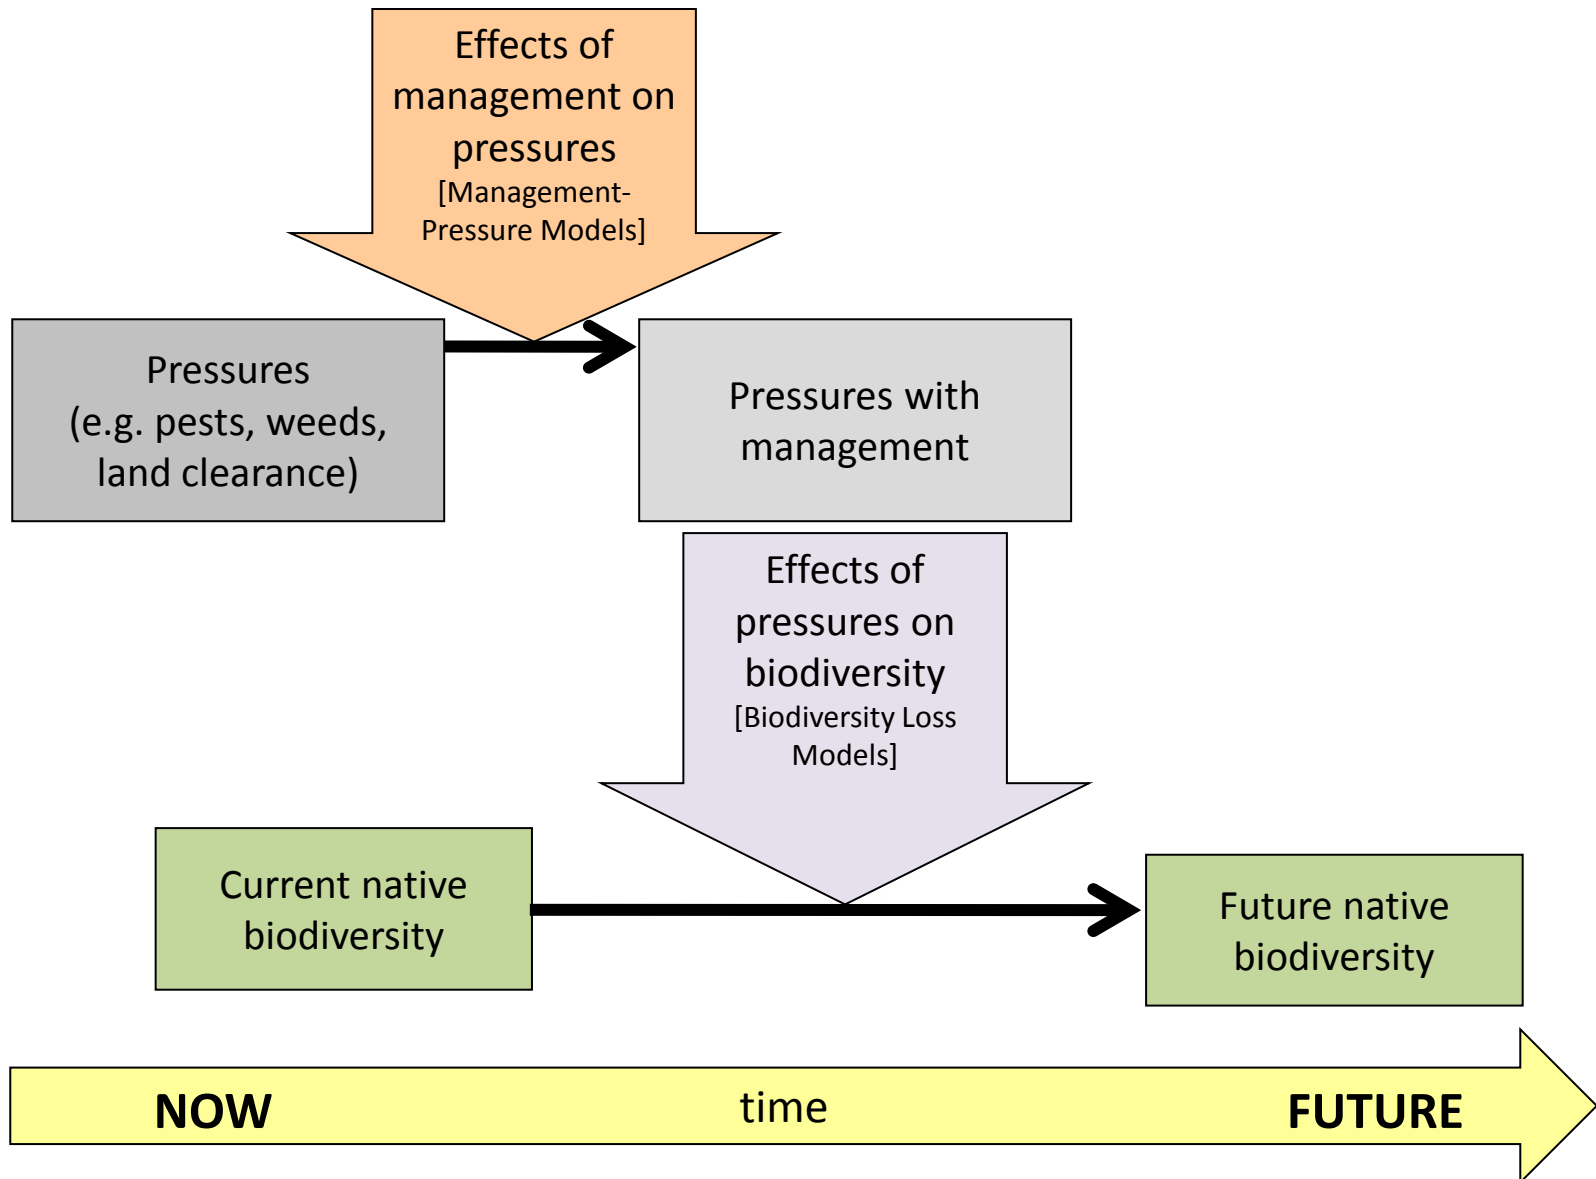 Effects of
management on
pressures
[Management-
Pressure Models]
Pressures
(e.g. pests, weeds,
land clearance)
Pressures with
management
Effects of
pressures on
biodiversity
[Biodiversity Loss
Models]
Current native
biodiversity
Future native
biodiversity
NOW time FUTURE